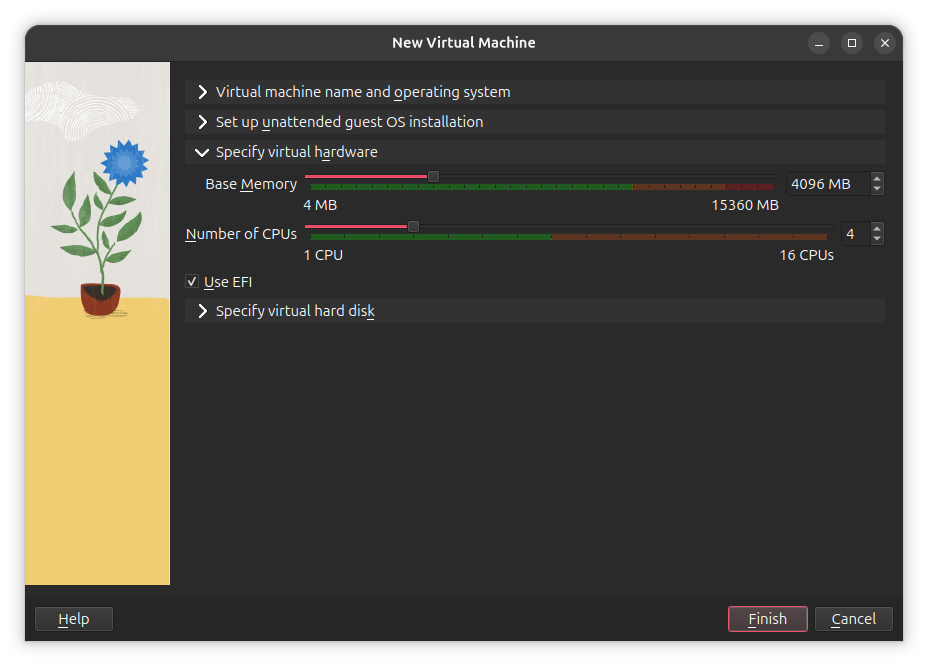 New Virtual Machine
Virtual machine name and operating system
Set up unattended guest OS installation
Specify virtual hardware
Base Memory 4096 MB
4 MB 15360 MB
Number of CPUs 4
1 CPU 16 CPUs
Use EFI
Specify virtual hard disk
Help Finish Cancel